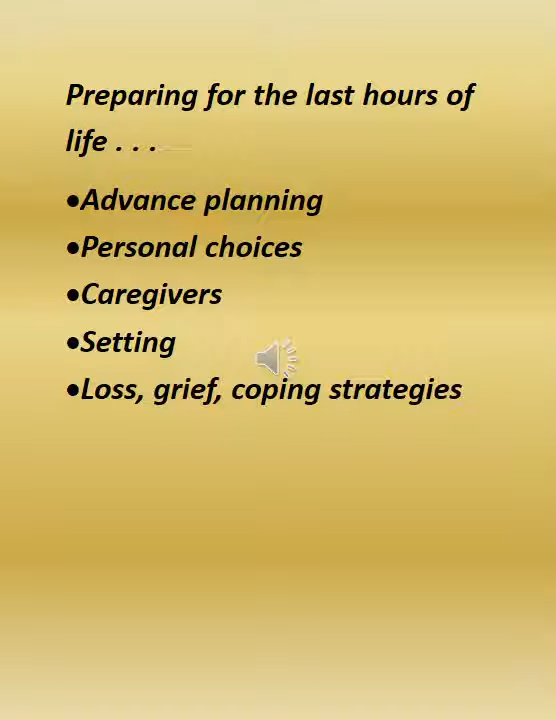 Preparing for the last hours of
life . . .
•Advance planning
•Personal choices
•Caregivers
•Setting
•Loss, grief, coping strategies